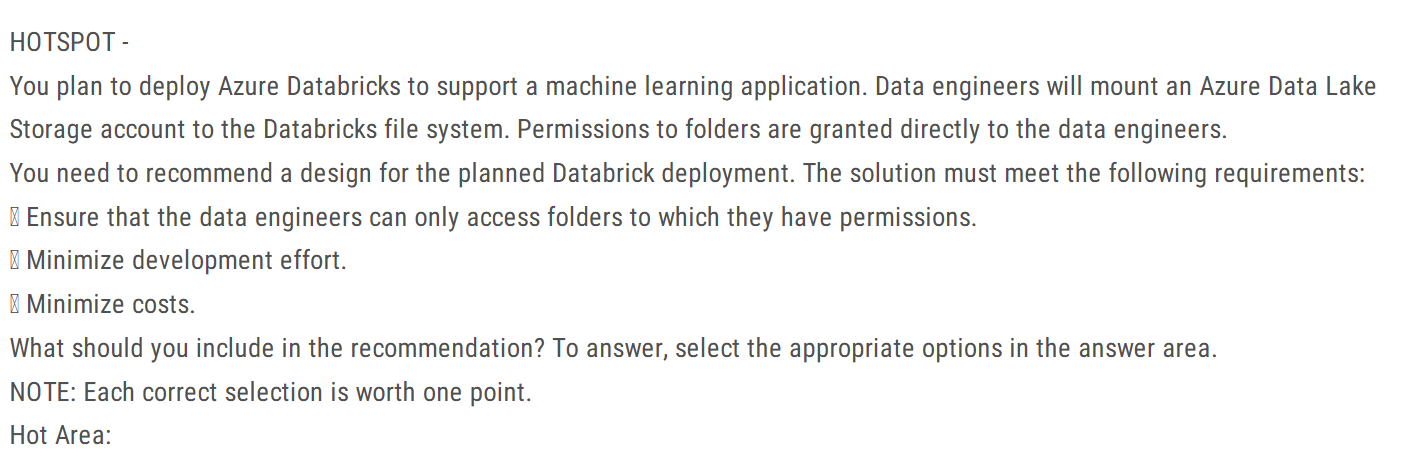 HOTSPOT -
You plan to deploy Azure Databricks to support a machine learning application. Data engineers will mount an Azure Data Lake
Storage account to the Databricks file system. Permissions to folders are granted directly to the data engineers.
You need to recommend a design for the planned Databrick deployment. The solution must meet the following requirements:
Ensure that the data engineers can only access folders to which they have permissions.
Minimize development effort.
Minimize costs.
What should you include in the recommendation? To answer, select the appropriate options in the answer area.
NOTE: Each correct selection is worth one point.
Hot Area: